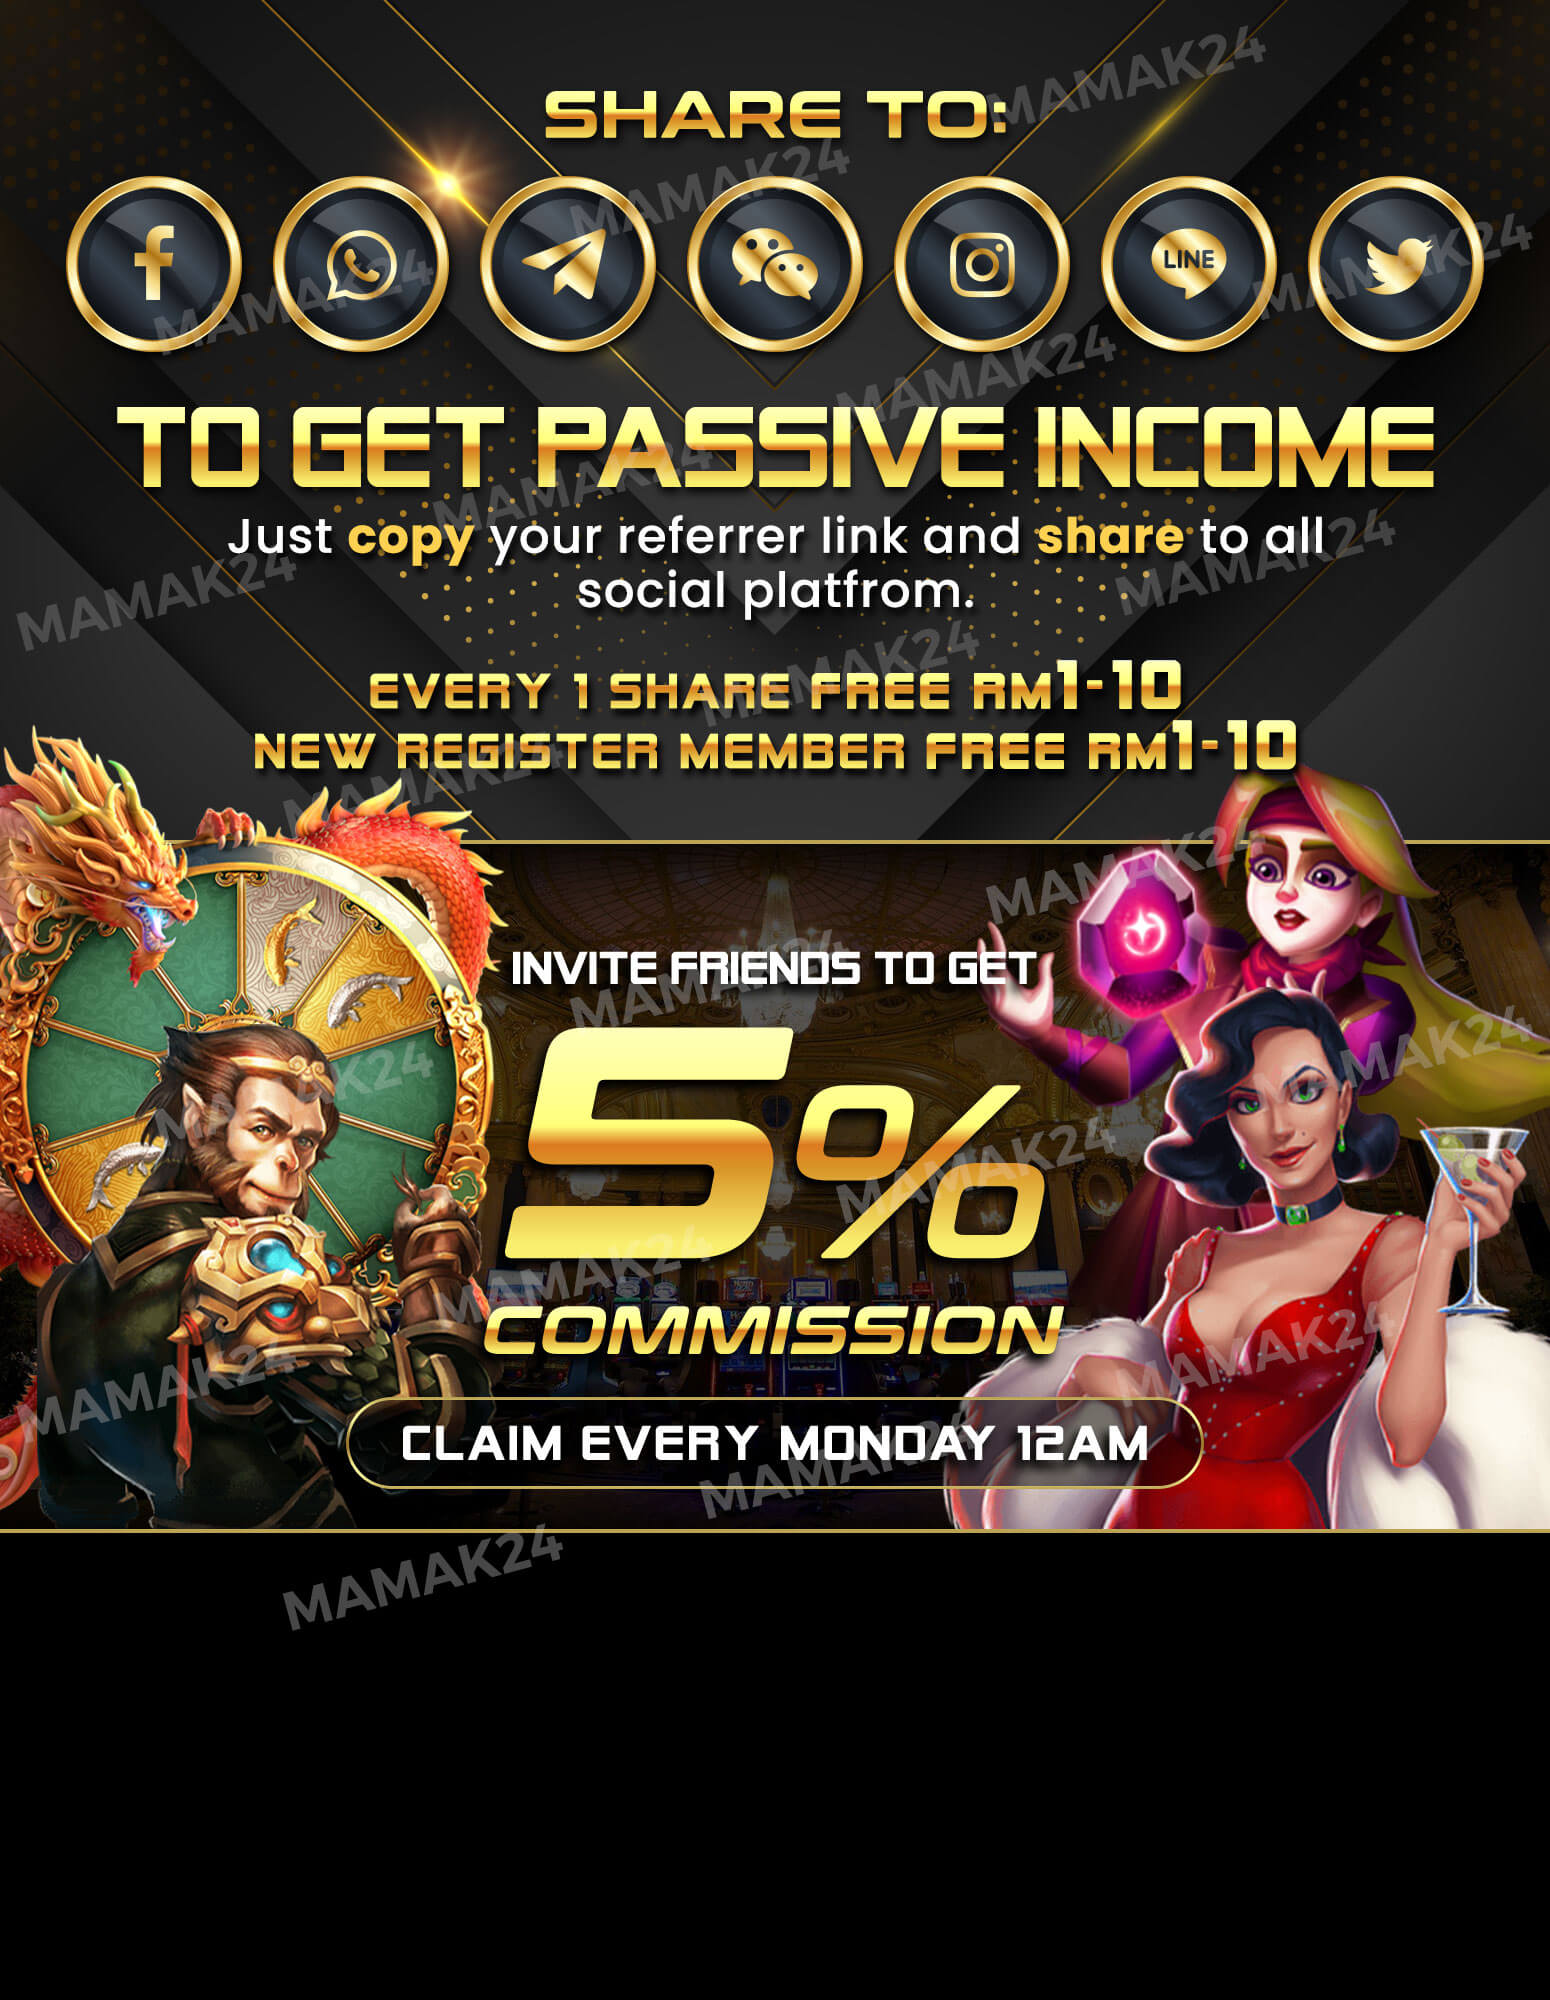 SHARE TO:
LINE
TO GET PASSIVE INCOME
Just copy your referrer link and share to all
social platfrom.
EVERY 1 SHARE FREE RM1-10
NEW REGISTER MEMBER FREE RM1-10
INVITE FRIENDS TO GET
5%
COMMISSION
CLAIM EVERY MONDAY 12AM
MAMAK24